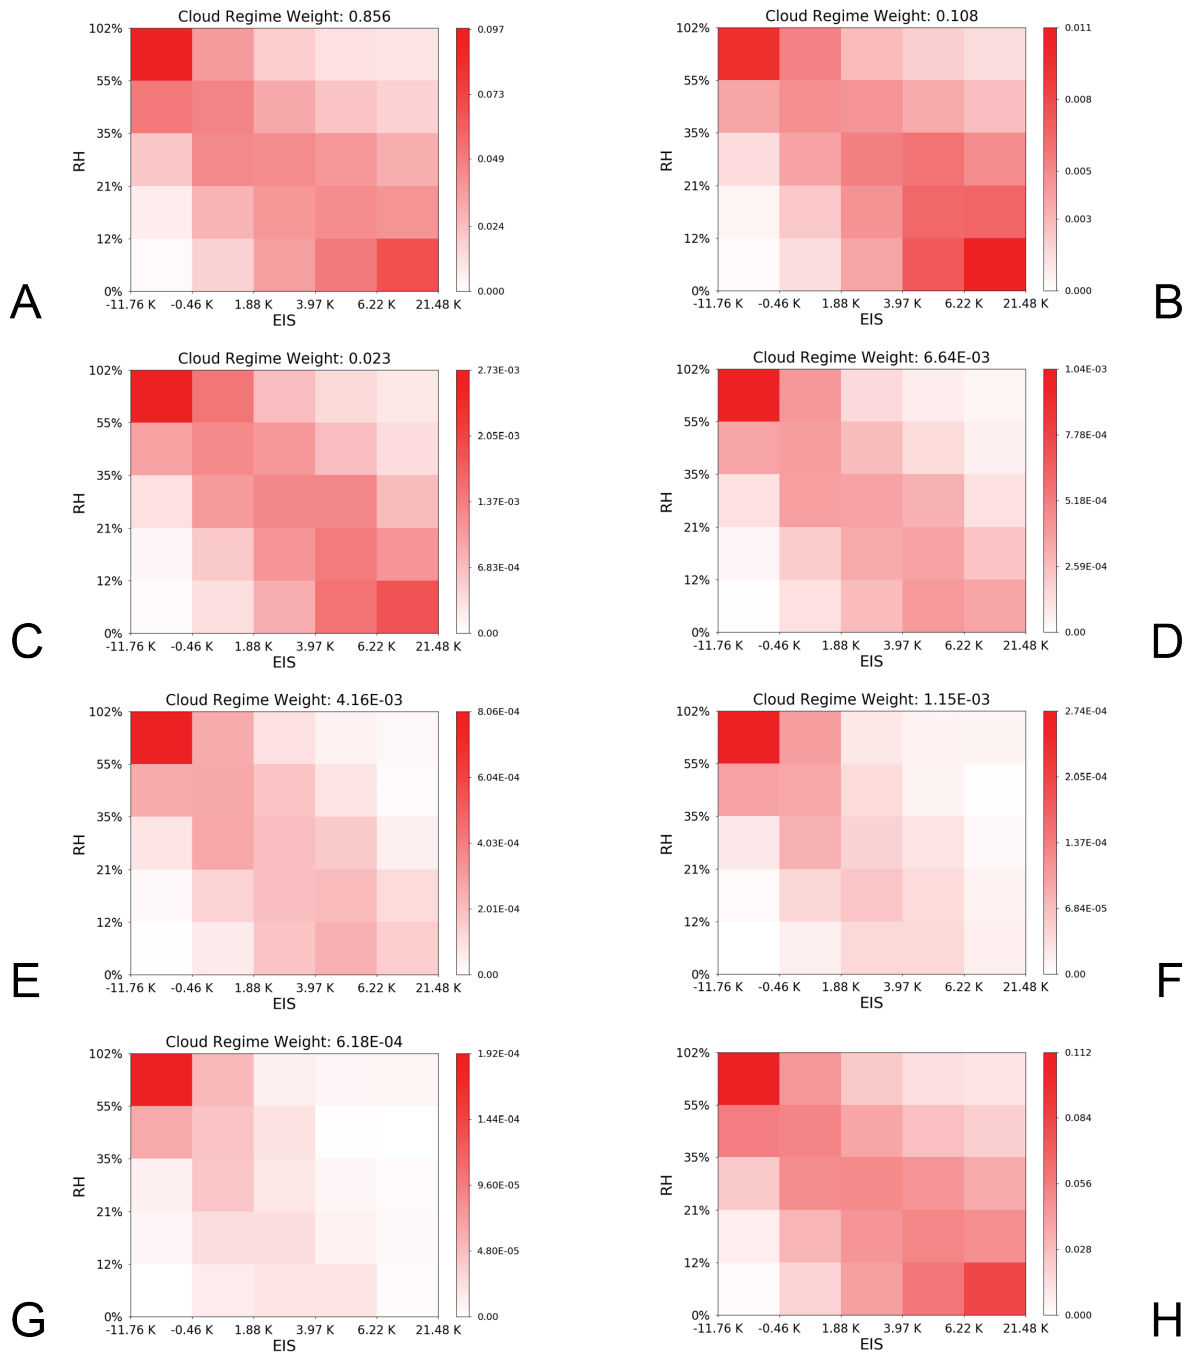 Cloud Regime Weight: 0.856
102%
55%
35%
21%
12%
0%
RH
-11.76 K -0.46 K 1.88 K 3.97 K 6.22 K 21.48 K
EIS
0.097
0.073
0.049
0.024
0.000
A
Cloud Regime Weight: 0.108
102%
55%
35%
21%
12%
0%
RH
-11.76 K -0.46 K 1.88 K 3.97 K 6.22 K 21.48 K
EIS
0.011
0.008
0.005
0.003
0.000
B
Cloud Regime Weight: 0.023
102%
55%
35%
21%
12%
0%
RH
-11.76 K -0.46 K 1.88 K 3.97 K 6.22 K 21.48 K
EIS
2.73E-03
2.05E-03
1.37E-03
6.83E-04
0.00
C
Cloud Regime Weight: 6.64E-03
102%
55%
35%
21%
12%
0%
RH
-11.76 K -0.46 K 1.88 K 3.97 K 6.22 K 21.48 K
EIS
1.04E-03
7.78E-04
5.18E-04
2.59E-04
0.00
D
Cloud Regime Weight: 4.16E-03
102%
55%
35%
21%
12%
0%
RH
-11.76 K -0.46 K 1.88 K 3.97 K 6.22 K 21.48 K
EIS
8.06E-04
6.04E-04
4.03E-04
2.01E-04
0.00
E
Cloud Regime Weight: 1.15E-03
102%
55%
35%
21%
12%
0%
RH
-11.76 K -0.46 K 1.88 K 3.97 K 6.22 K 21.48 K
EIS
2.74E-04
2.05E-04
1.37E-04
6.84E-05
0.00
F
Cloud Regime Weight: 6.18E-04
102%
55%
35%
21%
12%
0%
RH
-11.76 K -0.46 K 1.88 K 3.97 K 6.22 K 21.48 K
EIS
1.92E-04
1.44E-04
9.60E-05
4.80E-05
0.00
G
102%
55%
35%
21%
12%
0%
RH
-11.76 K -0.46 K 1.88 K 3.97 K 6.22 K 21.48 K
EIS
0.112
0.084
0.056
0.028
0.000
H